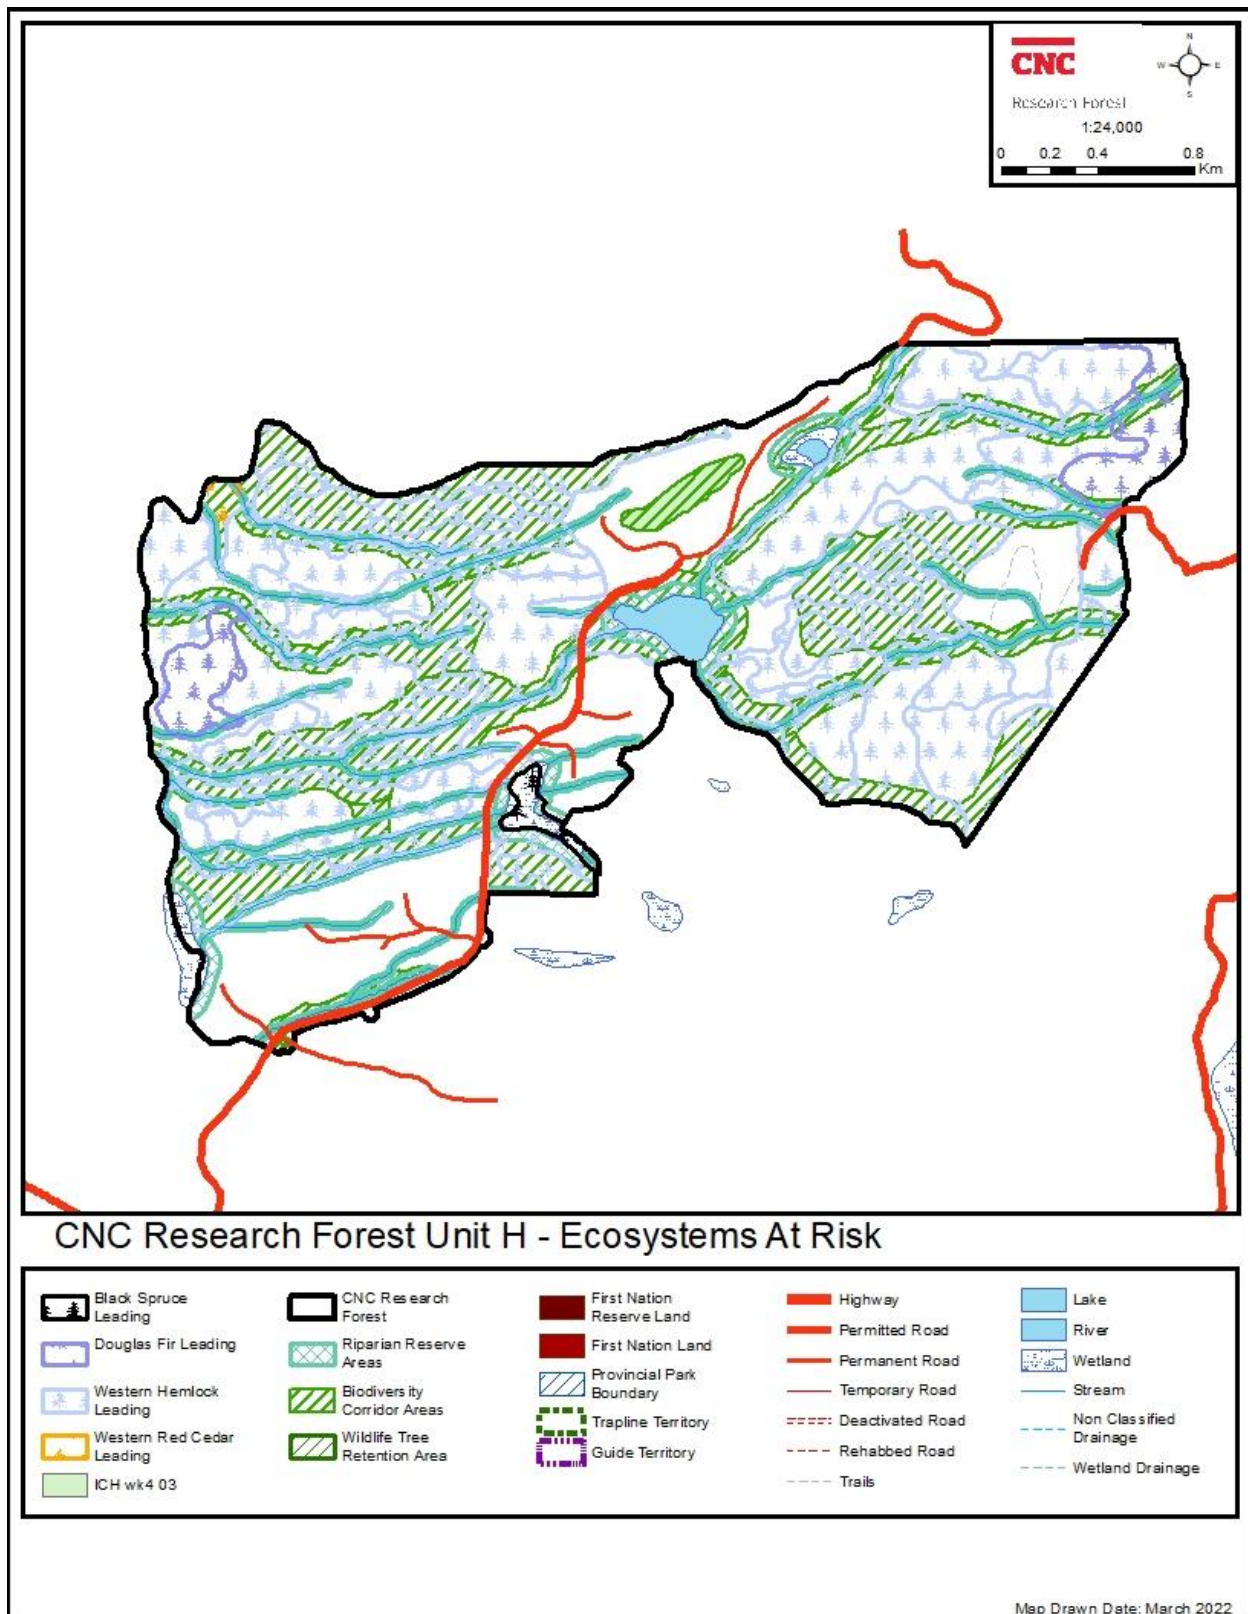 CNC
N
W E
S
Research Forest
1:24,000
0 0.2 0.4 0.8
Km
CNC Research Forest Unit H - Ecosystems At Risk
Black Spruce
Leading
Douglas Fir Leading
Western Hemlock
Leading
Western Red Cedar
Leading
ICH wk4 03
CNC Research
Forest
Riparian Reserve
Areas
Biodiversity
Corridor Areas
Wildlife Tree
Retention Area
First Nation
Reserve Land
First Nation Land
Provincial Park
Boundary
Trapline Territory
Guide Territory
Highway
Permitted Road
Permanent Road
Temporary Road
Deactivated Road
Rehabbed Road
Trails
Lake
River
Wetland
Stream
Non Classified
Drainage
Wetland Drainage
Map Drawn Date: March 2022